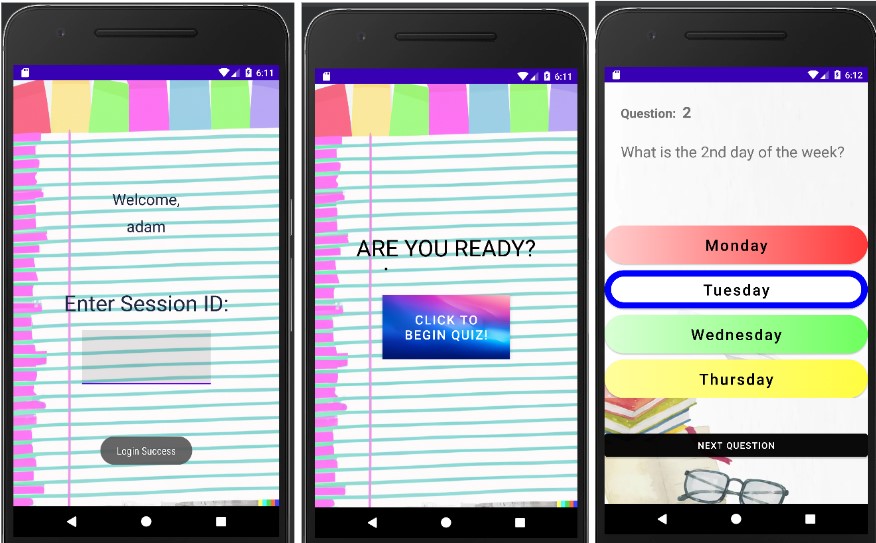 6:11
Welcome,
adam
Enter Session ID:
Login Success
6:11
ARE YOU READY?
CLICK TO
BEGIN QUIZ!
6:12
Question: 2
What is the 2nd day of the week?
Monday
Tuesday
Wednesday
Thursday
NEXT QUESTION